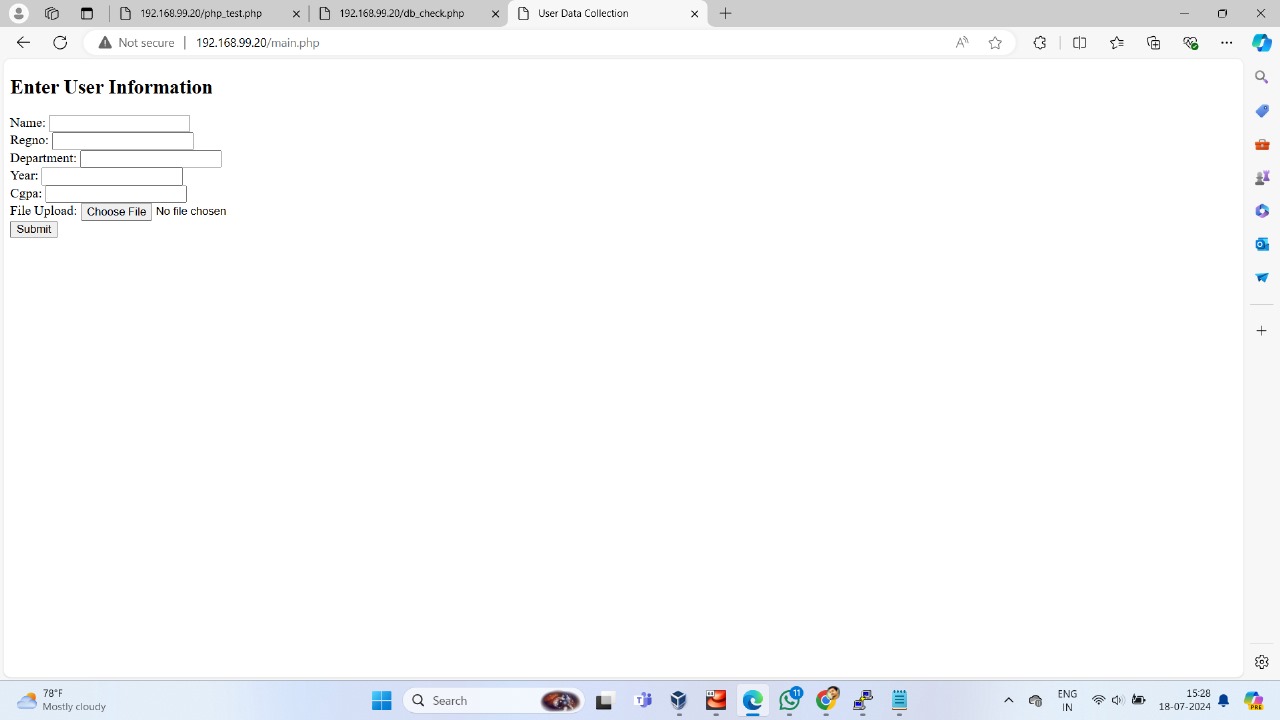 192.168.99.20/php_test.php
192.168.99.20/db_check.php
User Data Collection
Not secure
192.168.99.20/main.php
Enter User Information
Name:
Regno:
Department:
Year:
Cgpa:
File Upload: Choose File No file chosen
Submit
78°F
Mostly cloudy
Search
11
ENG
IN
15:28
18-07-2024
PRE